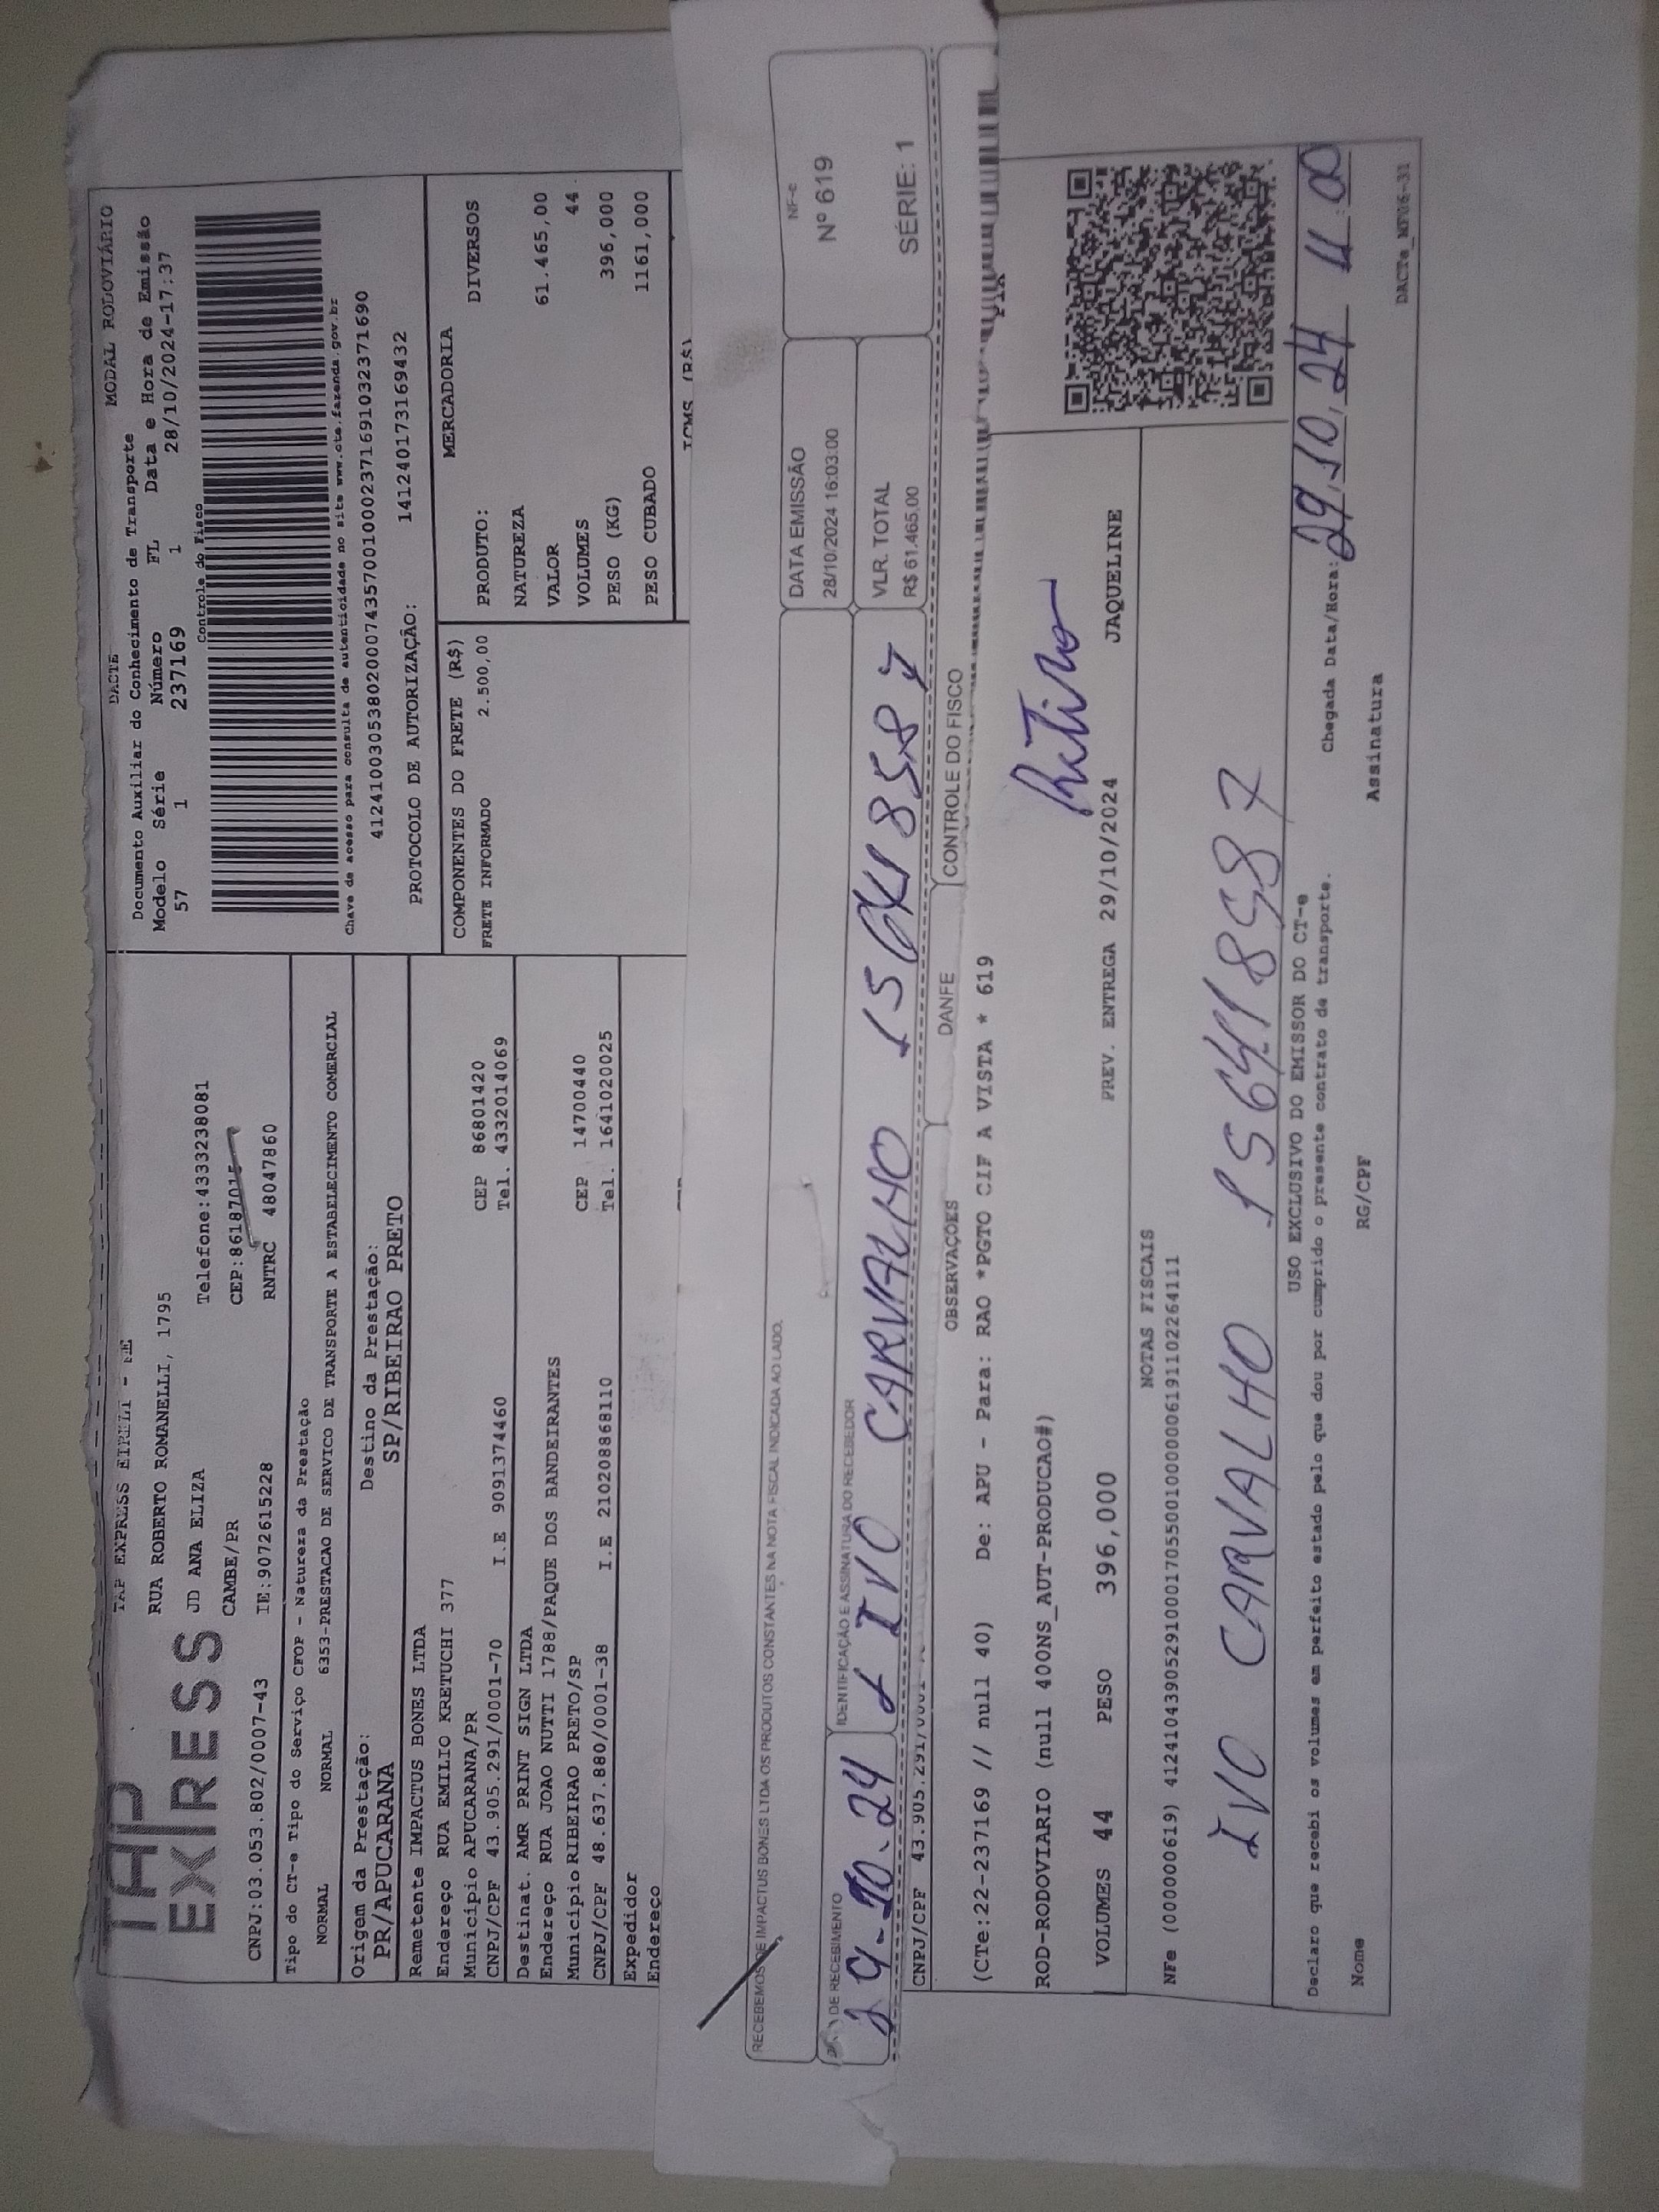 TAP
EXPRESS
TAP EXPRESS EIRELI - ME
RUA ROBERTO ROMANELLI, 1795
JD ANA ELIZA
Telefone:4333238081
CAMBE/PR
CEP:86187015
CNPJ:03.053.802/0007-43 IE:9072615228 RNTRC 48047860
DACTE MODAL RODOVIÁRIO
Documento Auxiliar do Conhecimento de Transporte
Modelo Série Número FL Data e Hora de Emissão
57 1 237169 1 28/10/2024-17:37
Controle do Fisco
Chave de acesso para consulta de autenticidade no site www.cte.fazenda.gov.br
41241003053802000743570010002371691032371690
PROTOCOLO DE AUTORIZAÇÃO: 141240173169432
Tipo do CT-e Tipo do Serviço CFOP - Natureza da Prestação
NORMAL NORMAL 6353-PRESTACAO DE SERVICO DE TRANSPORTE A ESTABELECIMENTO COMERCIAL
Origem da Prestação: Destino da Prestação:
PR/APUCARANA SP/RIBEIRAO PRETO
Remetente IMPACTUS BONES LTDA
Endereço RUA EMILIO KRETUCHI 377
Município APUCARANA/PR CEP 86801420
CNPJ/CPF 43.905.291/0001-70 I.E 9091374460 Tel. 4332014069
Destinat. AMR PRINT SIGN LTDA
Endereço RUA JOAO NUTTI 1788/PAQUE DOS BANDEIRANTES
Município RIBEIRAO PRETO/SP CEP 14700440
CNPJ/CPF 48.637.880/0001-38 I.E 210208868110 Tel. 1641020025
Expedidor
Endereço
COMPONENTES DO FRETE (R$)
FRETE INFORMADO 2.500,00
MERCADORIA
PRODUTO: DIVERSOS
NATUREZA
VALOR 61.465,00
VOLUMES 44
PESO (KG) 396,000
PESO CUBADO 1161,000
ICMS (R$)
RECEBEMOS DE IMPACTUS BONES LTDA OS PRODUTOS CONSTANTES NA NOTA FISCAL INDICADA AO LADO.
DATA EMISSÃO
28/10/2024 16:03:00
NF-e
Nº 619
SÉRIE: 1
DE RECEBIMENTO
29-10-24
IDENTIFICAÇÃO E ASSINATURA DO RECEBEDOR
IVO CARVALHO 15641858 7
VLR. TOTAL
R$ 61.465,00
CNPJ/CPF 43.905.291/0001
DANFE CONTROLE DO FISCO
OBSERVAÇÕES
(CTe:22-237169 // null 40) De: APU - Para: RAO *PGTO CIF A VISTA * 619
ROD-RODOVIARIO (null 400NS_AUT-PRODUCAO#)
Retiro
VOLUMES 44 PESO 396,000 PREV. ENTREGA 29/10/2024 JAQUELINE
NOTAS FISCAIS
NFe (000000619) 41241043905291000170550010000006191102264111
IVO CARVALHO 15641858 7
USO EXCLUSIVO DO EMISSOR DO CT-e
Declaro que recebi os volumes em perfeito estado pelo que dou por cumprido o presente contrato de transporte.
Chegada Data/Hora: 29,10,24 11:00
Nome RG/CPF Assinatura